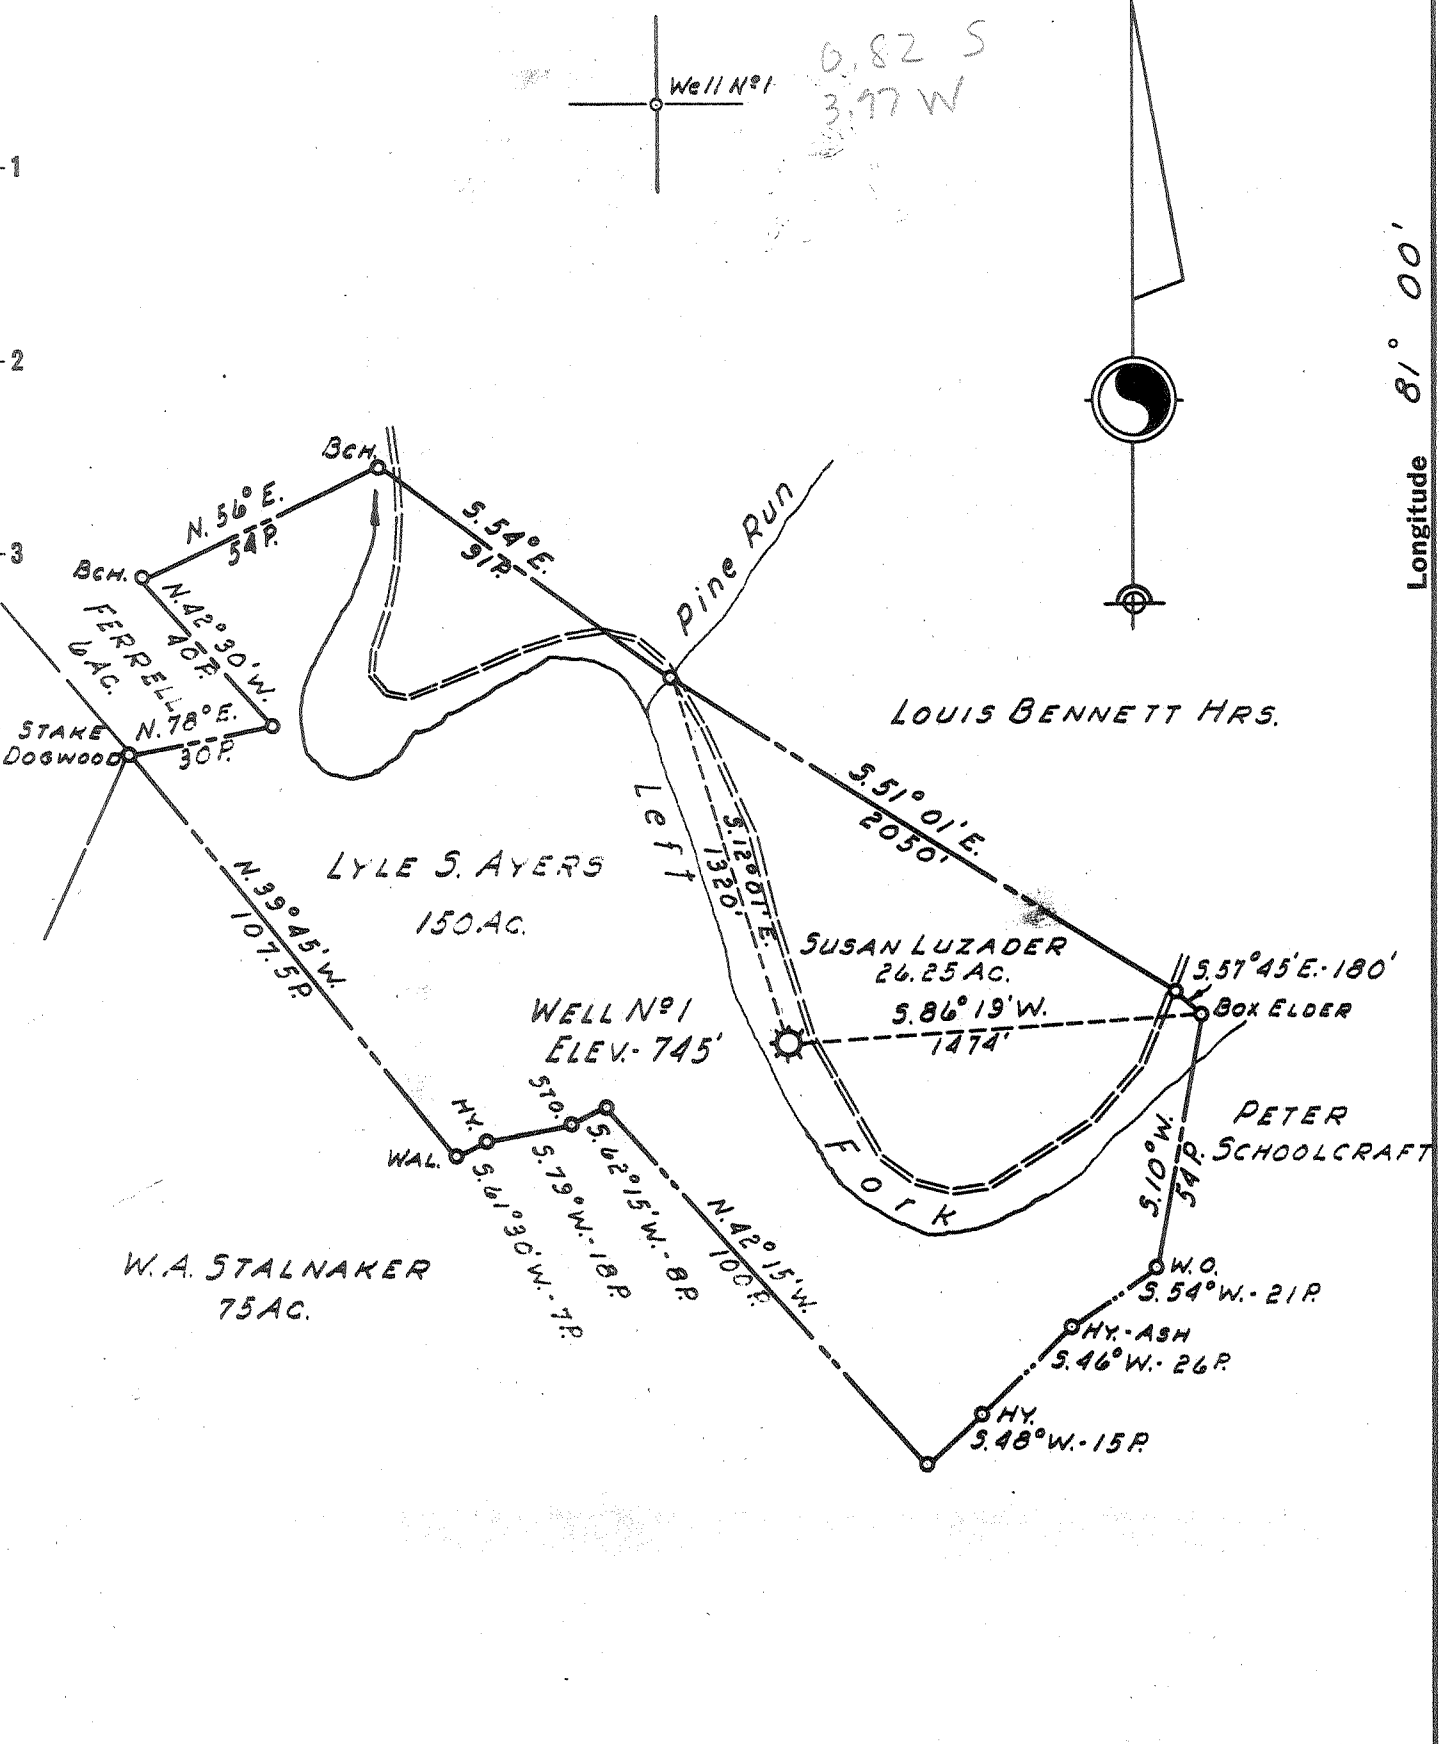 0.82 S
Well Nº1
3.97 W
1
2
81° 00'
Longitude
BCH.
N. 56° E.
54 P.
S. 54° E.
91 P.
Pine Run
3
BCH.
N. 42° 30' W.
40 P.
FERRELL
6 AC.
STAKE
DOGWOOD
N. 78° E.
30 P.
LOUIS BENNETT HRS.
S. 51° 01' E.
2050'
Left
S. 12° 01' E.
1320'
LYLE S. AYERS
150 AC.
N. 39° 45' W.
107.5 P.
SUSAN LUZADER
26.25 AC.
S. 57° 45' E. - 180'
BOX ELDER
S. 86° 19' W.
1474'
WELL Nº1
ELEV. - 745'
STO.
HY.
WAL.
S. 61° 30' W. - 7 P.
S. 79° W. - 18 P.
S. 62° 15' W. - 8 P.
N. 42° 15' W.
100 P.
Fork
PETER
SCHOOLCRAFT
S. 10° W.
54 P.
W.A. STALNAKER
75 AC.
W.O.
S. 54° W. - 21 P.
HY. - ASH
S. 46° W. - 26 P.
HY.
S. 48° W. - 15 P.